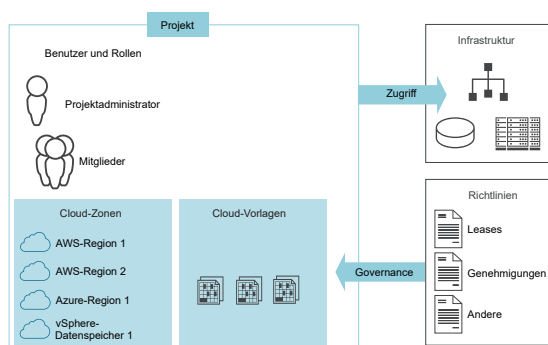 Projekt
Benutzer und Rollen
Projektadministrator
Mitglieder
Cloud-Zonen
AWS-Region 1
AWS-Region 2
Azure-Region 1
vSphere-
Datenspeicher 1
Cloud-Vorlagen
Zugriff
Governance
Infrastruktur
Richtlinien
Leases
Genehmigungen
Andere